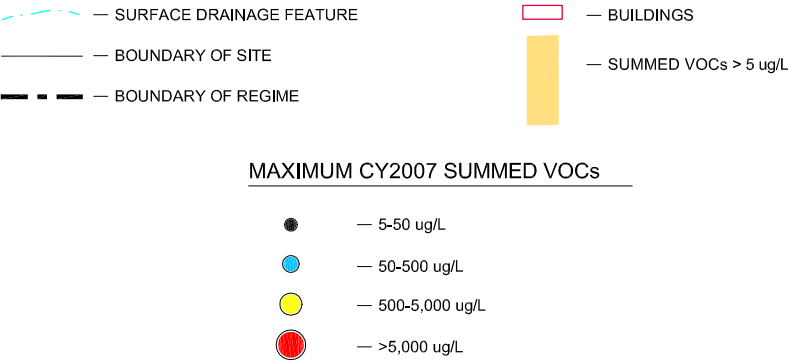 — SURFACE DRAINAGE FEATURE
— BOUNDARY OF SITE
— BOUNDARY OF REGIME
— BUILDINGS
— SUMMED VOCs > 5 ug/L
MAXIMUM CY2007 SUMMED VOCs
— 5-50 ug/L
— 50-500 ug/L
— 500-5,000 ug/L
— >5,000 ug/L